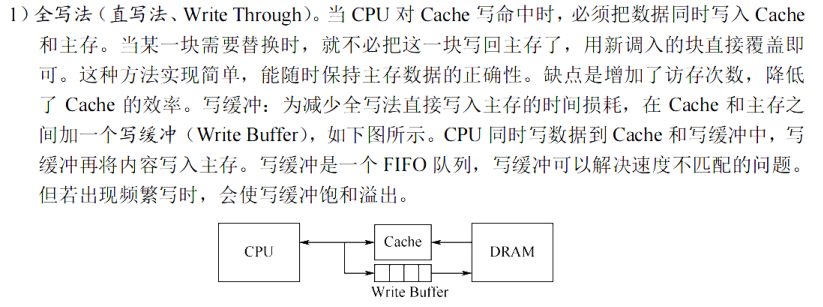 1）全写法（直写法、Write Through）。当 CPU 对 Cache 写命中时，必须把数据同时写入 Cache
和主存。当某一块需要替换时，就不必把这一块写回主存了，用新调入的块直接覆盖即
可。这种方法实现简单，能随时保持主存数据的正确性。缺点是增加了访存次数，降低
了 Cache 的效率。写缓冲：为减少全写法直接写入主存的时间损耗，在 Cache 和主存之
间加一个写缓冲（Write Buffer），如下图所示。CPU 同时写数据到 Cache 和写缓冲中，写
缓冲再将内容写入主存。写缓冲是一个 FIFO 队列，写缓冲可以解决速度不匹配的问题。
但若出现频繁写时，会使写缓冲饱和溢出。
CPU
Cache
DRAM
Write Buffer